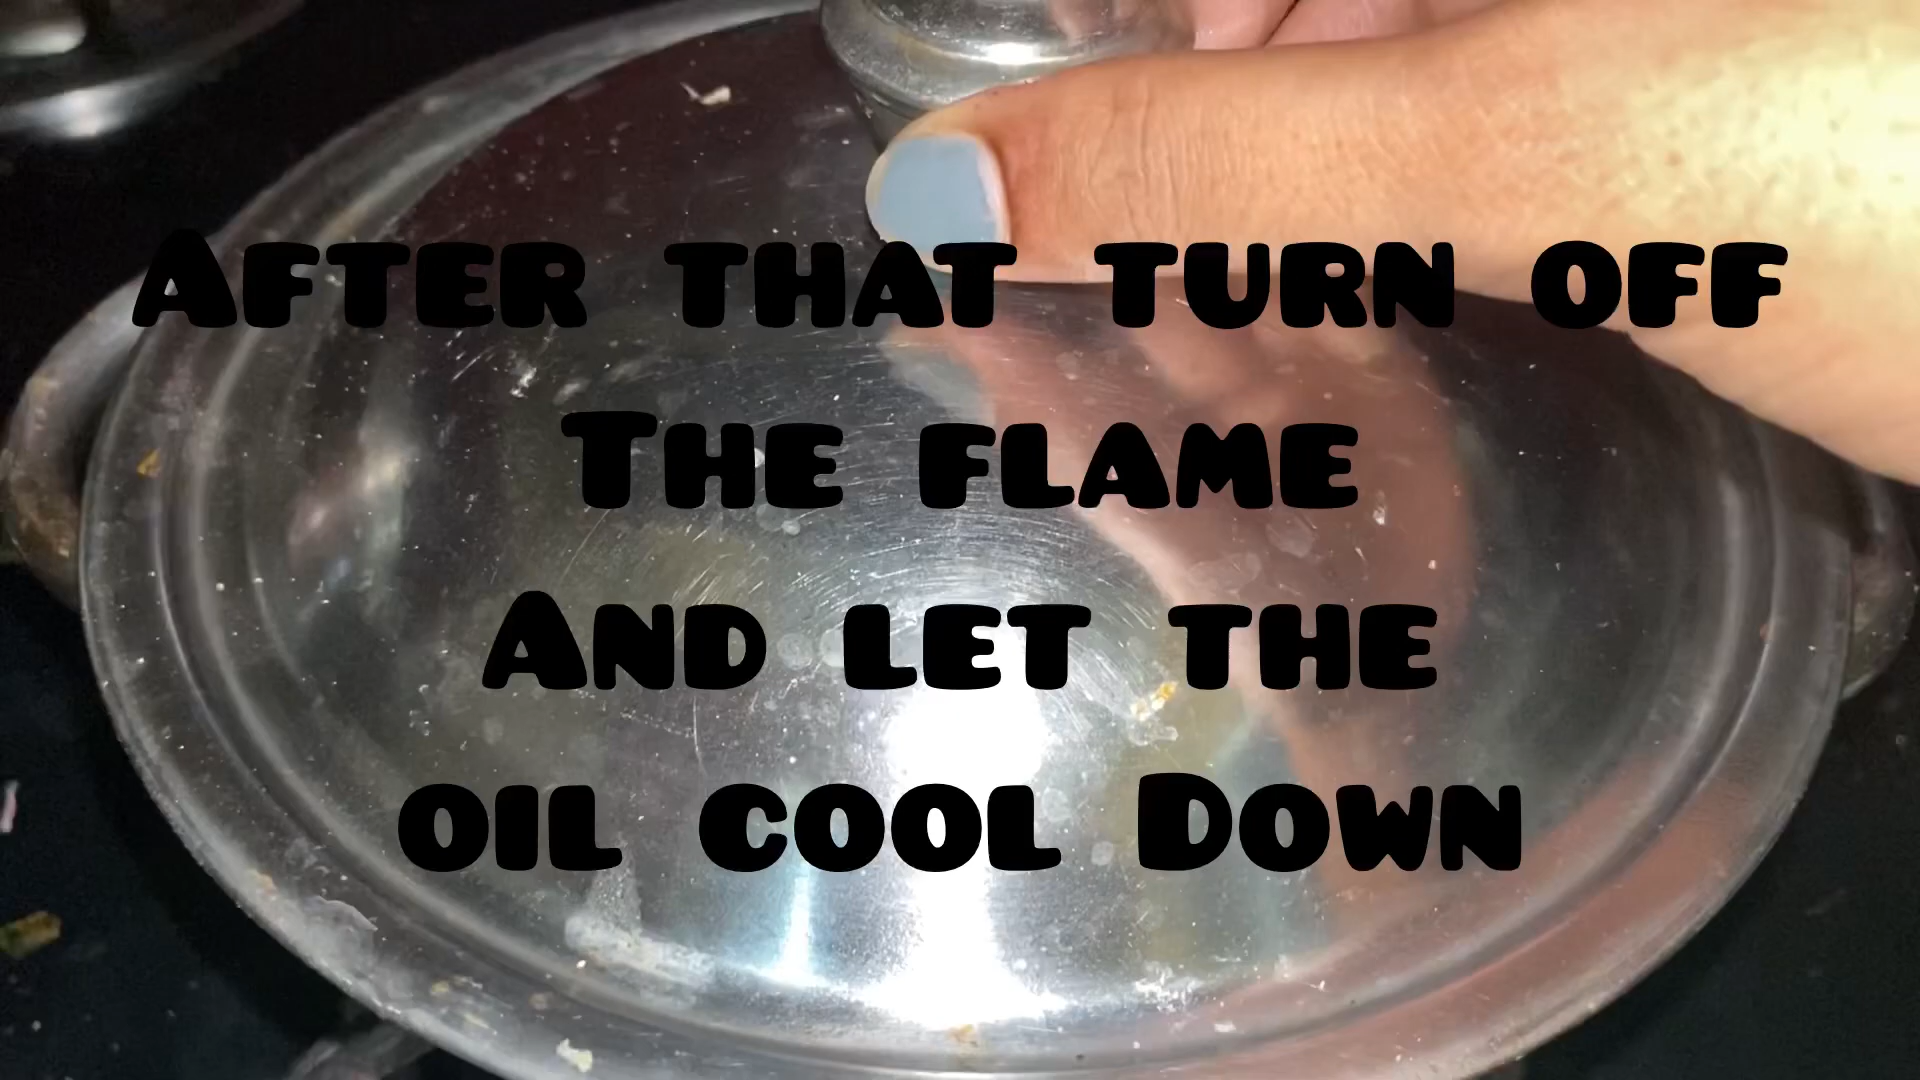 After that turn off
The flame
And let the
oil cool Down